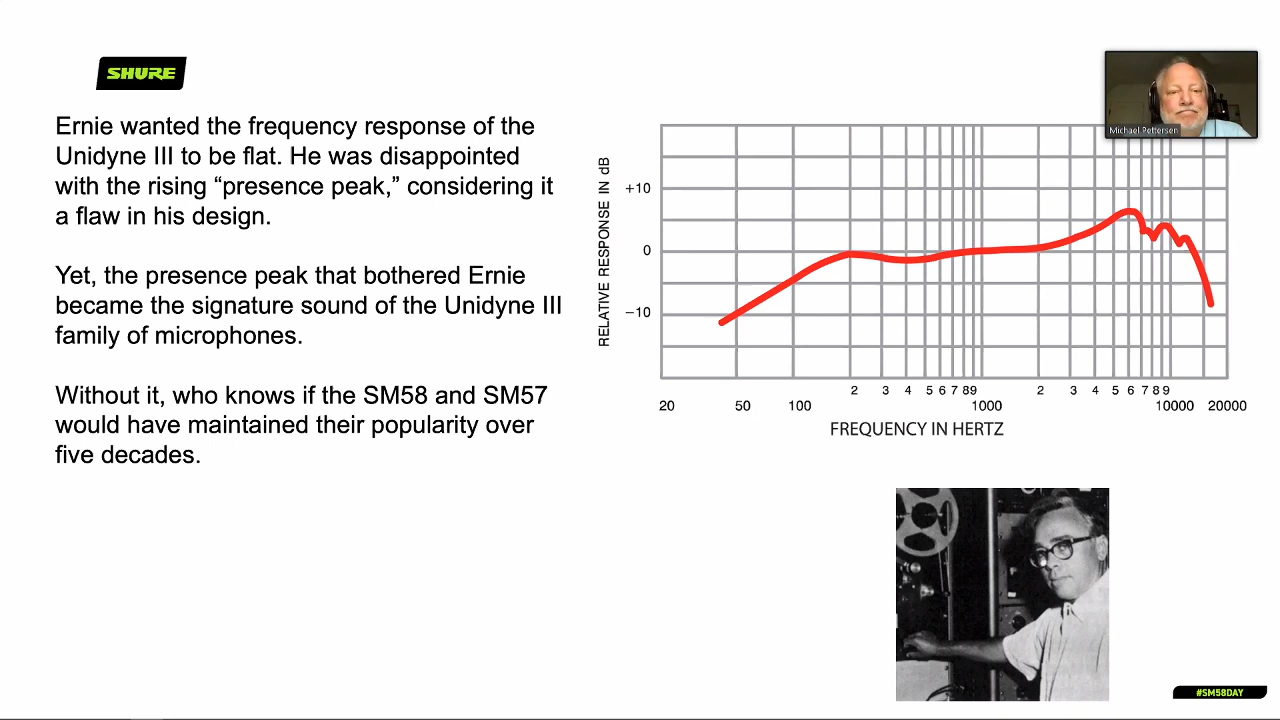 SHURE
Ernie wanted the frequency response of the
Unidyne III to be flat. He was disappointed
with the rising “presence peak,” considering it
a flaw in his design.
Yet, the presence peak that bothered Ernie
became the signature sound of the Unidyne III
family of microphones.
Without it, who knows if the SM58 and SM57
would have maintained their popularity over
five decades.
Michael Pettersen
RELATIVE RESPONSE IN dB
+10
0
−10
2 3 4 5 6 7 8 9 2 3 4 5 6 7 8 9
20 50 100 1000 10000 20000
FREQUENCY IN HERTZ
#SM58DAY